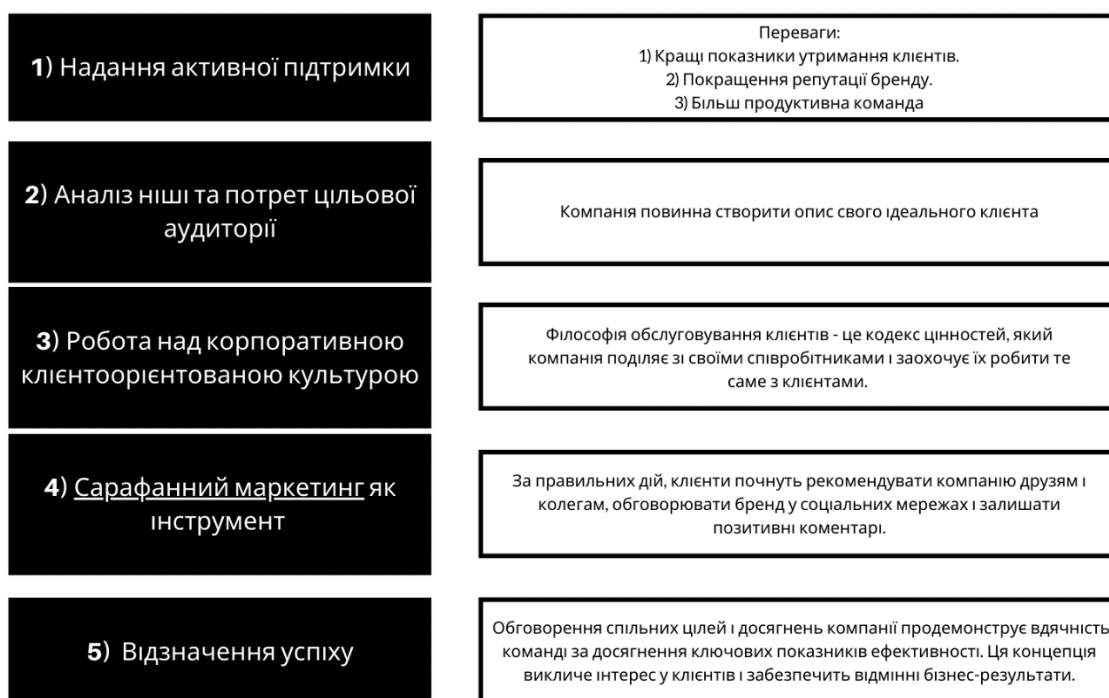 1) Надання активної підтримки
Переваги:
1) Кращі показники утримання клієнтів.
2) Покращення репутації бренду.
3) Більш продуктивна команда
2) Аналіз ніші та потрет цільової
аудиторії
Компанія повинна створити опис свого ідеального клієнта
3) Робота над корпоративною
клієнтоорієнтованою культурою
Філософія обслуговування клієнтів - це кодекс цінностей, який
компанія поділяє зі своїми співробітниками і заохочує їх робити те
саме з клієнтами.
4) Сарафанний маркетинг як
інструмент
За правильних дій, клієнти почнуть рекомендувати компанію друзям і
колегам, обговорювати бренд у соціальних мережах і залишати
позитивні коментарі.
5) Відзначення успіху
Обговорення спільних цілей і досягнень компанії продемонструє вдячність
команді за досягнення ключових показників ефективності. Ця концепція
викличе інтерес у клієнтів і забезпечить відмінні бізнес-результати.